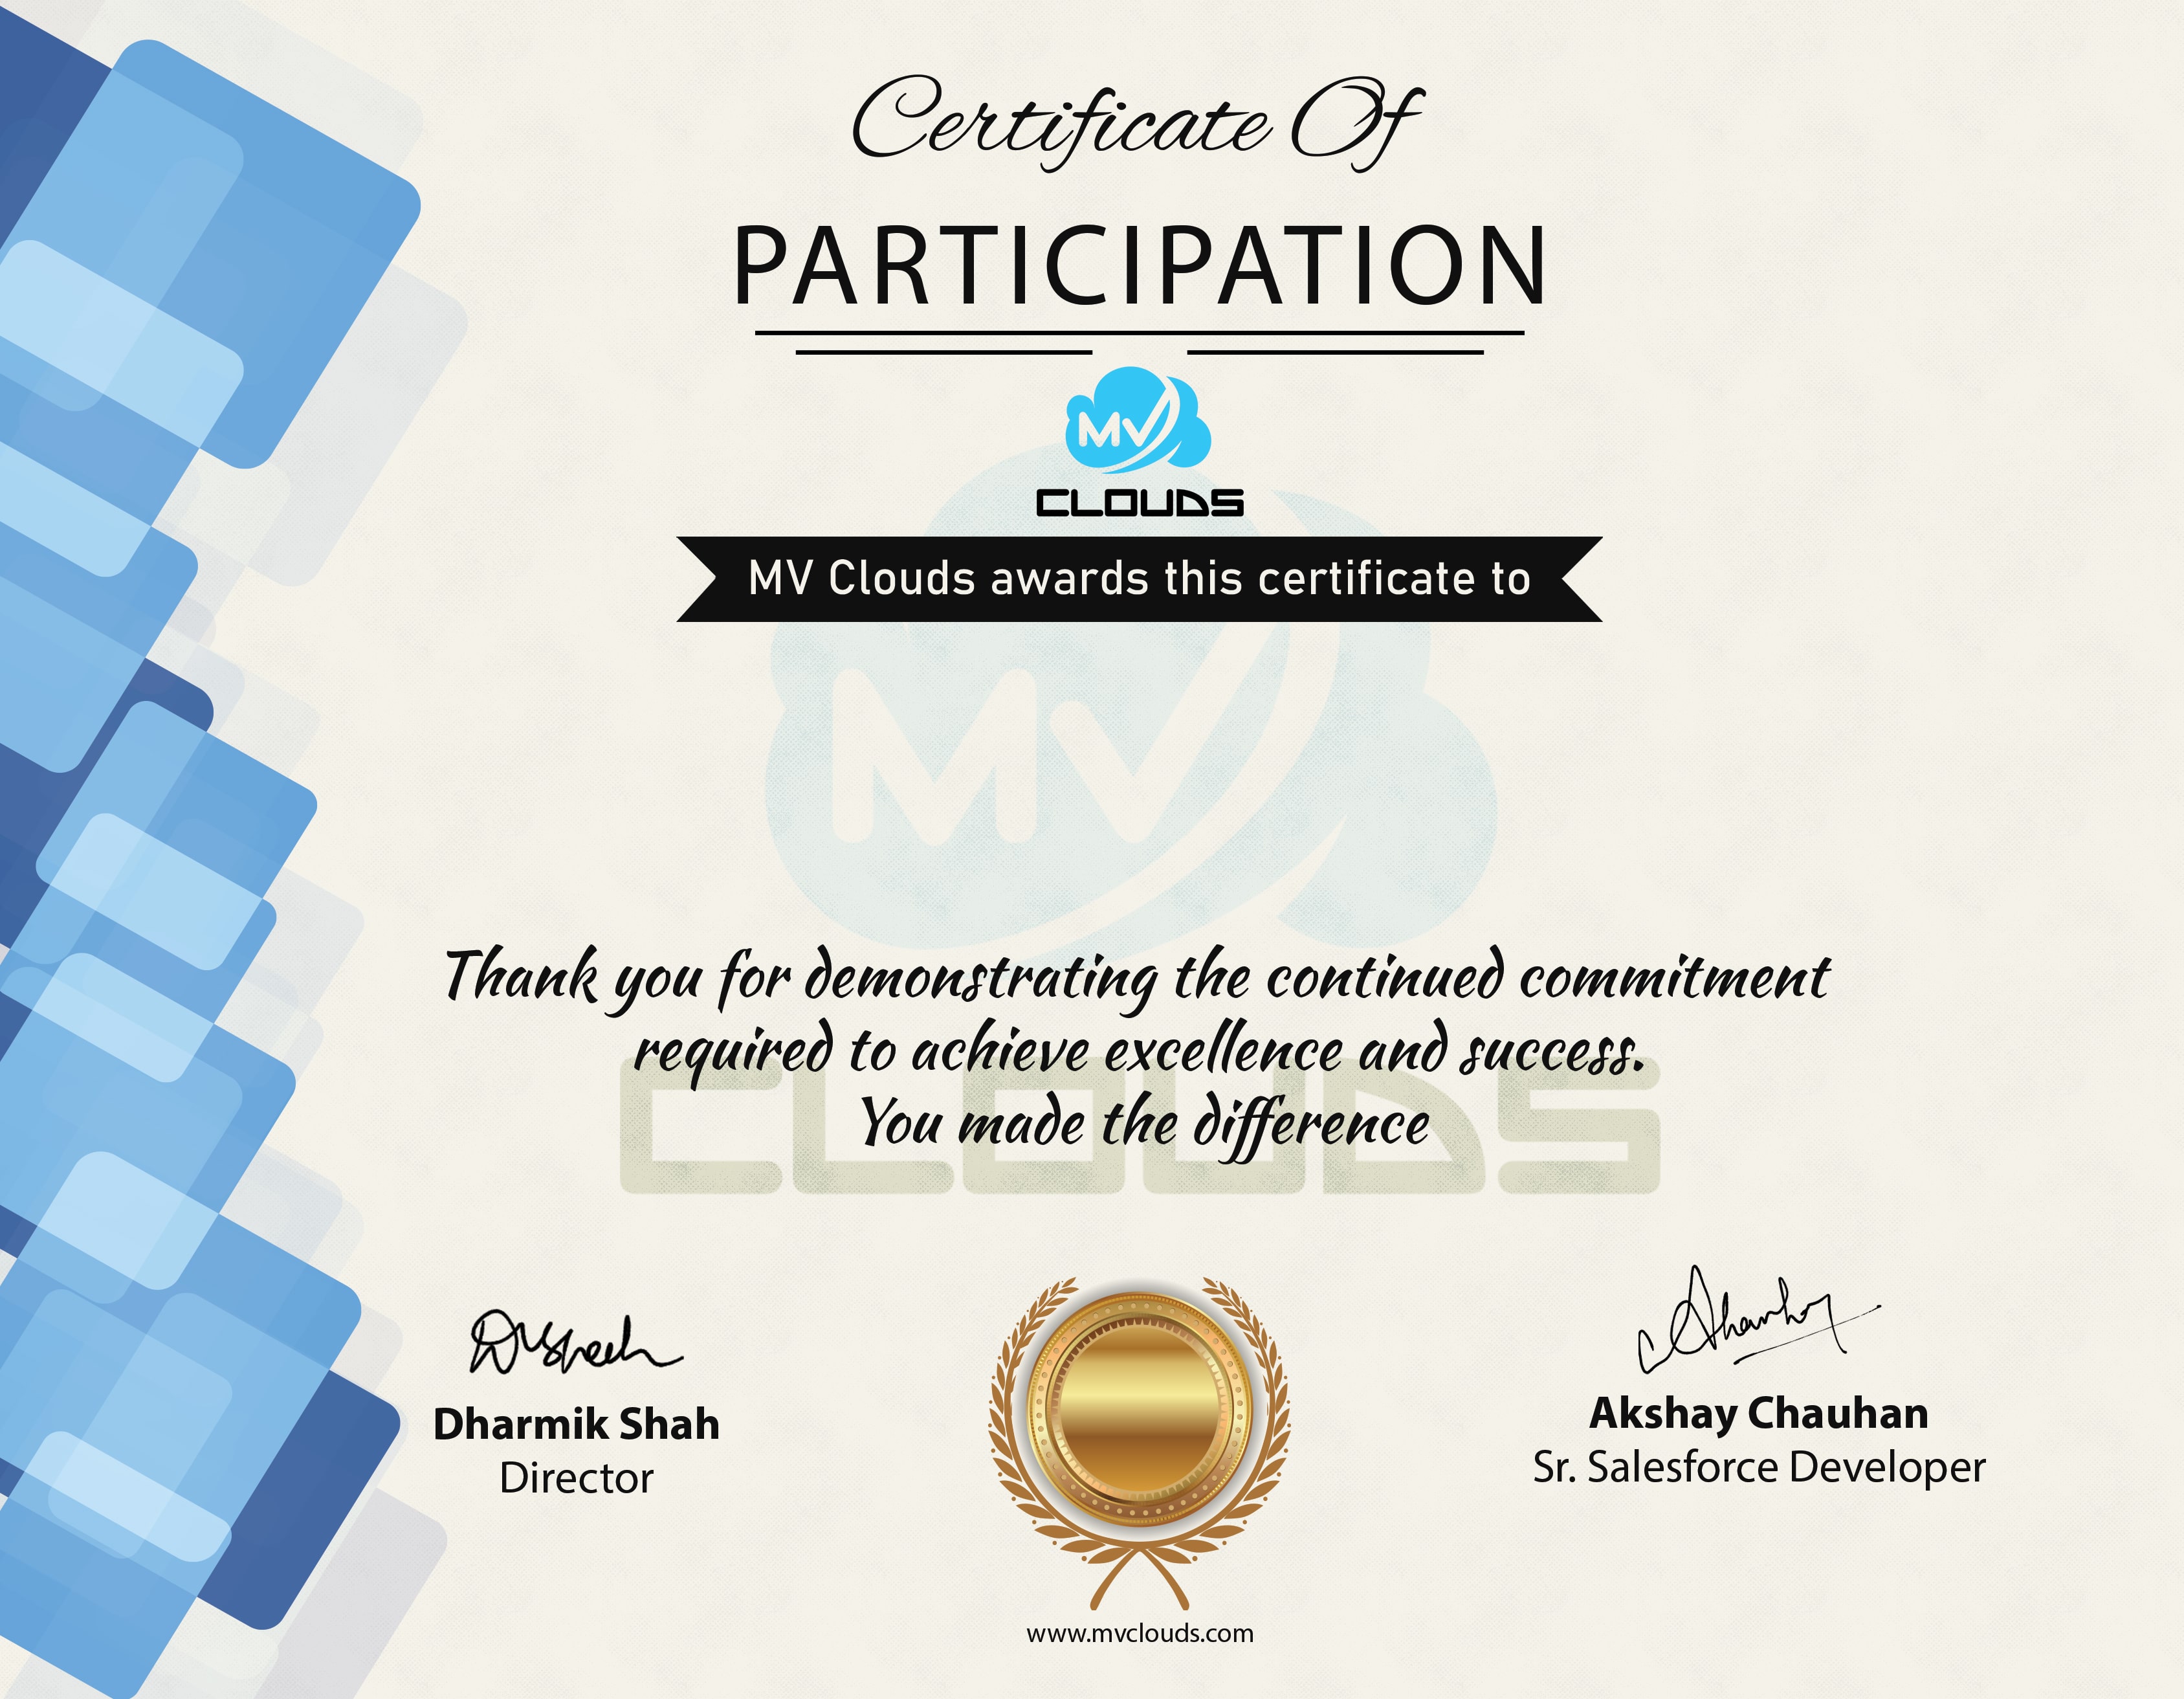 Certificate Of
PARTICIPATION
MV
CLOUDS
MV Clouds awards this certificate to
MV
Thank you for demonstrating the continued commitment
required to achieve excellence and success.
You made the difference
CLOUDS
Dharmik Shah
Director
Akshay Chauhan
Sr. Salesforce Developer
www.mvclouds.com